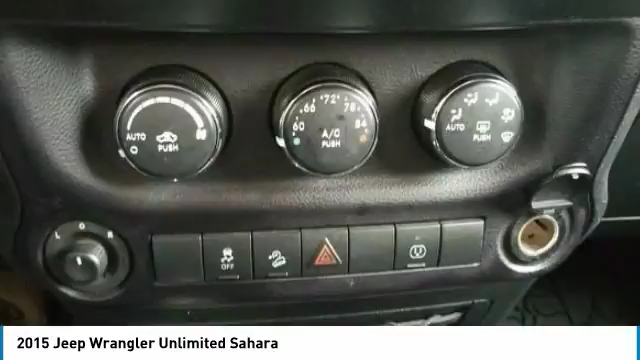 AUTO
PUSH
60 66 72° 78 84
A/C
PUSH
AUTO
PUSH
L O R
OFF
2015 Jeep Wrangler Unlimited Sahara